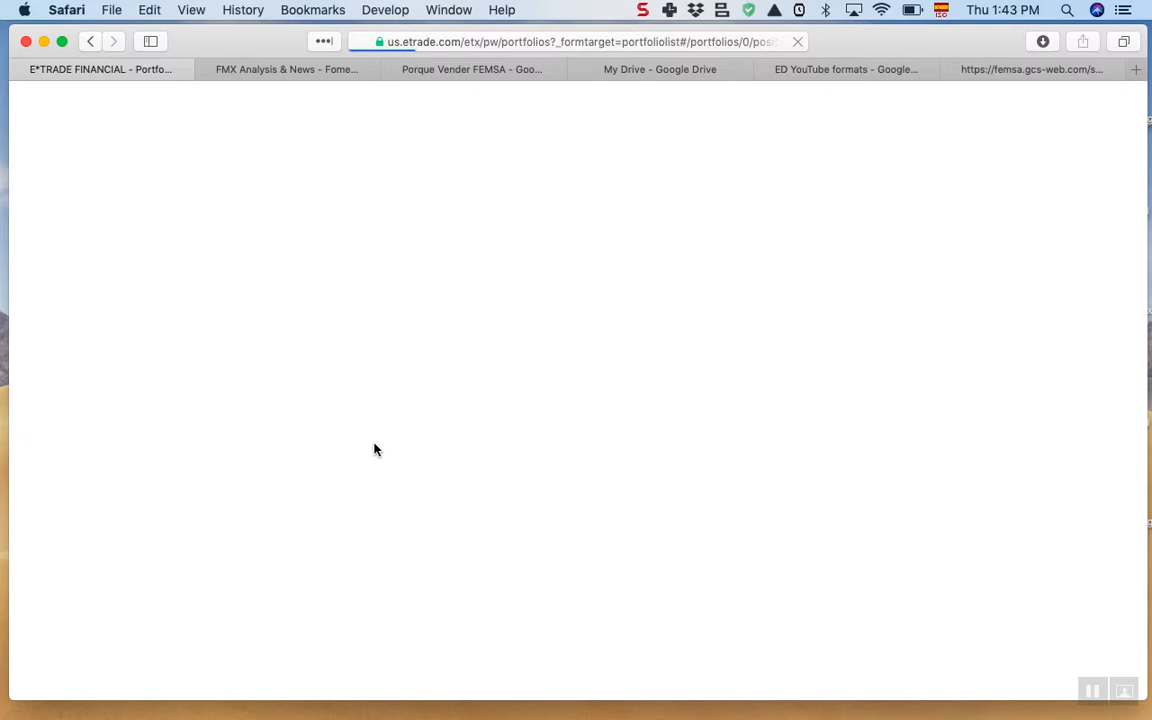 Safari File Edit View History Bookmarks Develop Window Help S Thu 1:43 PM
us.etrade.com/etx/pw/portfolios?_formtarget=portfoliolist#/portfolios/0/posi
E*TRADE FINANCIAL - Portfo... FMX Analysis & News - Fome... Porque Vender FEMSA - Goo... My Drive - Google Drive ED YouTube formats - Google... https://femsa.gcs-web.com/s...